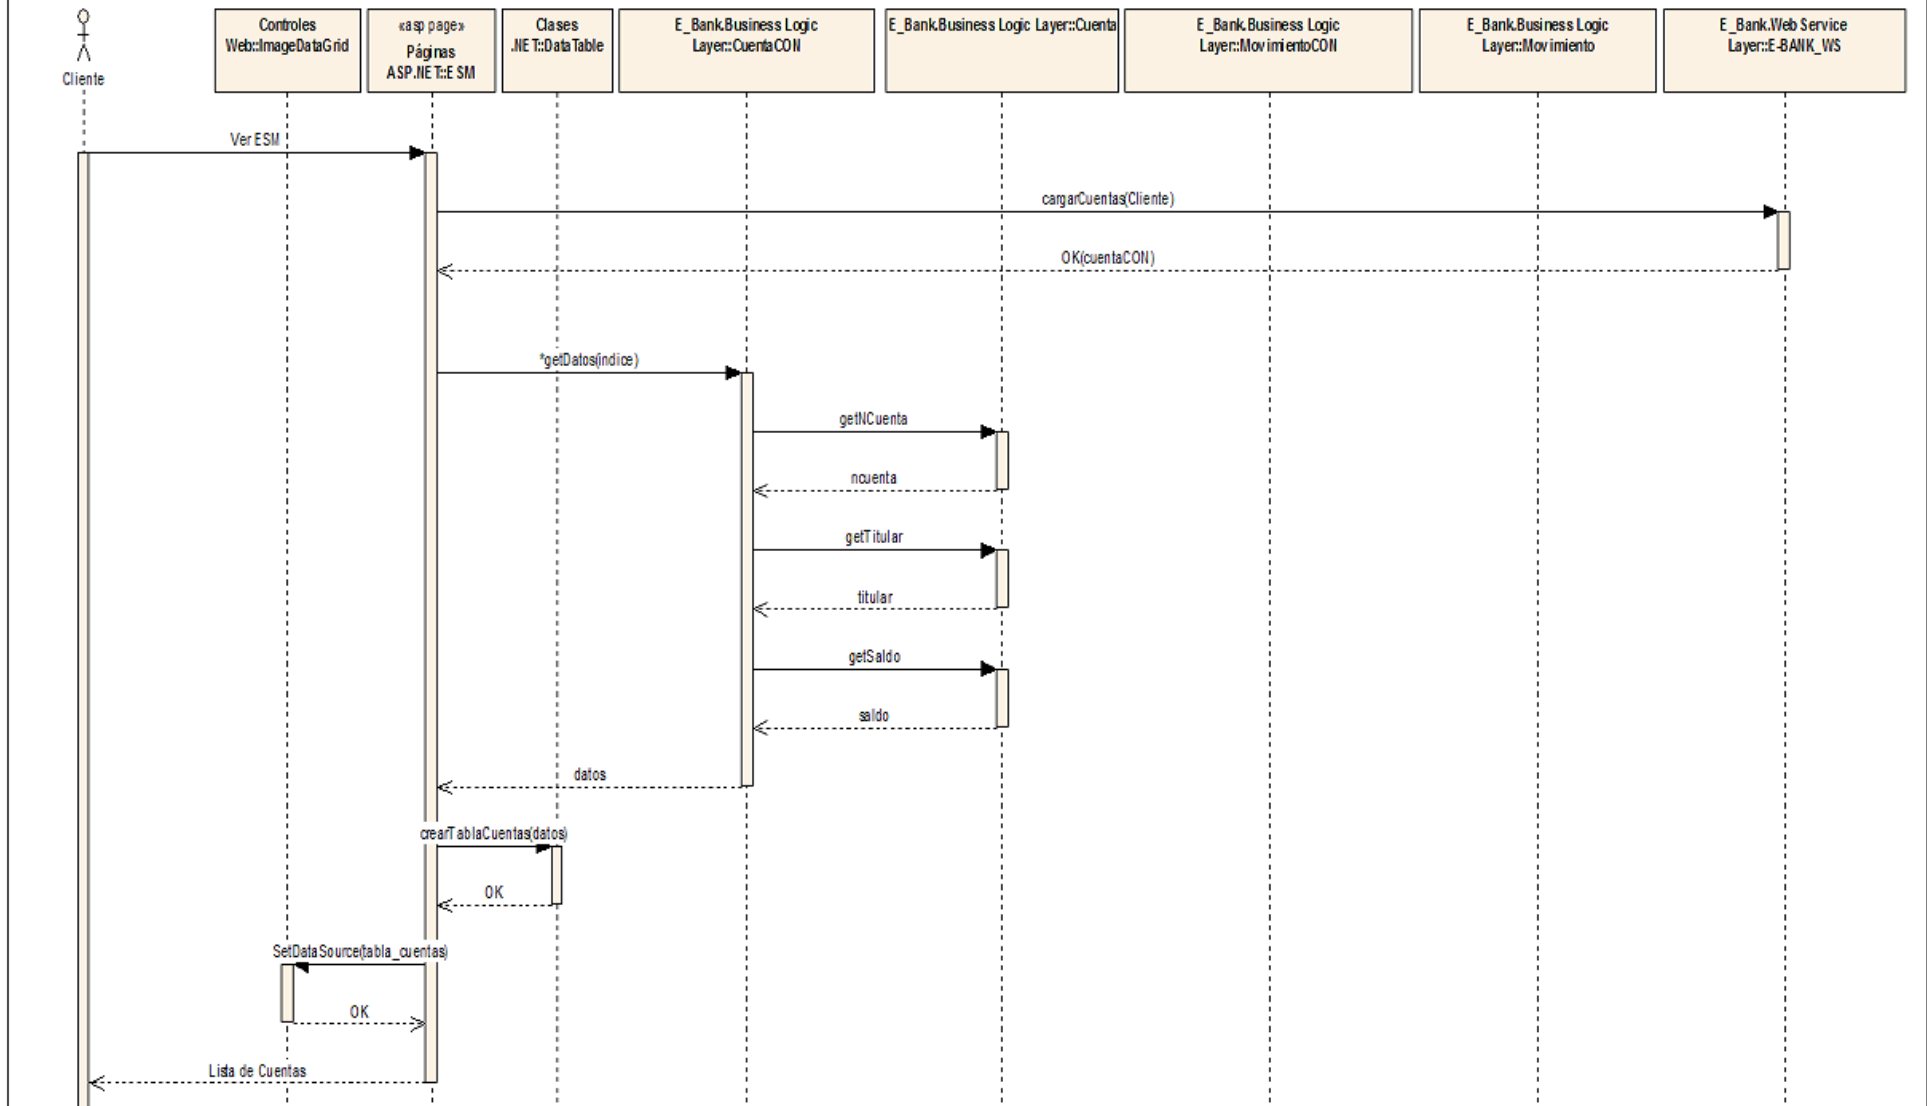 Cliente
Controles
Web::ImageDataGrid
«asp page»
Páginas
ASP.NET::ESM
Clases
.NET::DataTable
E_Bank.Business Logic
Layer::CuentaCON
E_Bank.Business Logic Layer::Cuenta
E_Bank.Business Logic
Layer::MovimientoCON
E_Bank.Business Logic
Layer::Movimiento
E_Bank.Web Service
Layer::E-BANK_WS
Ver ESM
cargarCuentas(Cliente)
OK(cuentaCON)
*getDatos(indice)
getNCuenta
ncuenta
getTitular
titular
getSaldo
saldo
datos
crearTablaCuentas(datos)
OK
SetDataSource(tabla_cuentas)
OK
Lista de Cuentas